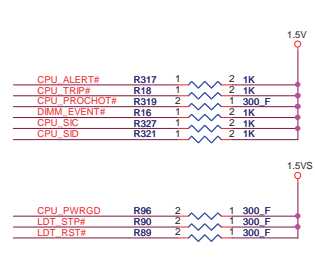 1.5V
CPU_ALERT# R317 1 2 1K
CPU_TRIP# R18 1 2 1K
CPU_PROCHOT# R319 2 1 300_F
DIMM_EVENT# R16 1 2 1K
CPU_SIC R327 1 2 1K
CPU_SID R321 1 2 1K
1.5VS
CPU_PWRGD R96 2 1 300_F
LDT_STP# R90 2 1 300_F
LDT_RST# R89 2 1 300_F